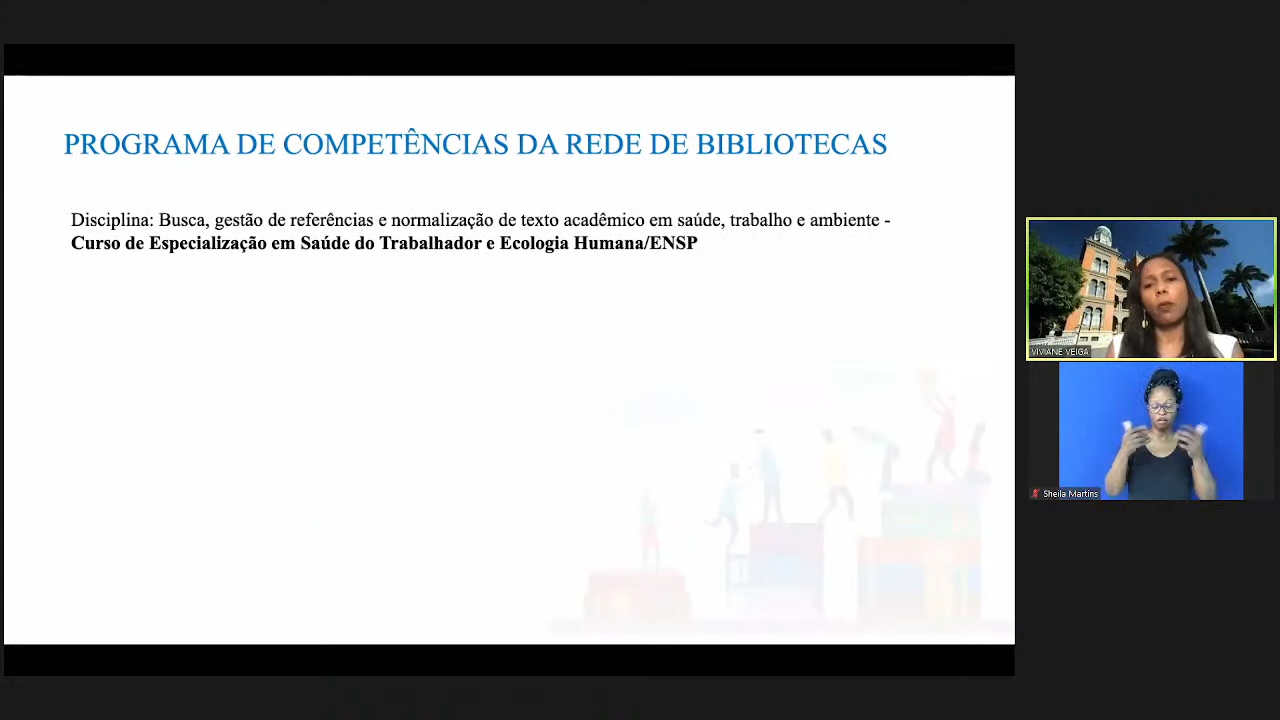 PROGRAMA DE COMPETÊNCIAS DA REDE DE BIBLIOTECAS
Disciplina: Busca, gestão de referências e normalização de texto acadêmico em saúde, trabalho e ambiente -
Curso de Especialização em Saúde do Trabalhador e Ecologia Humana/ENSP
VIVIANE VEIGA
Sheila Martins